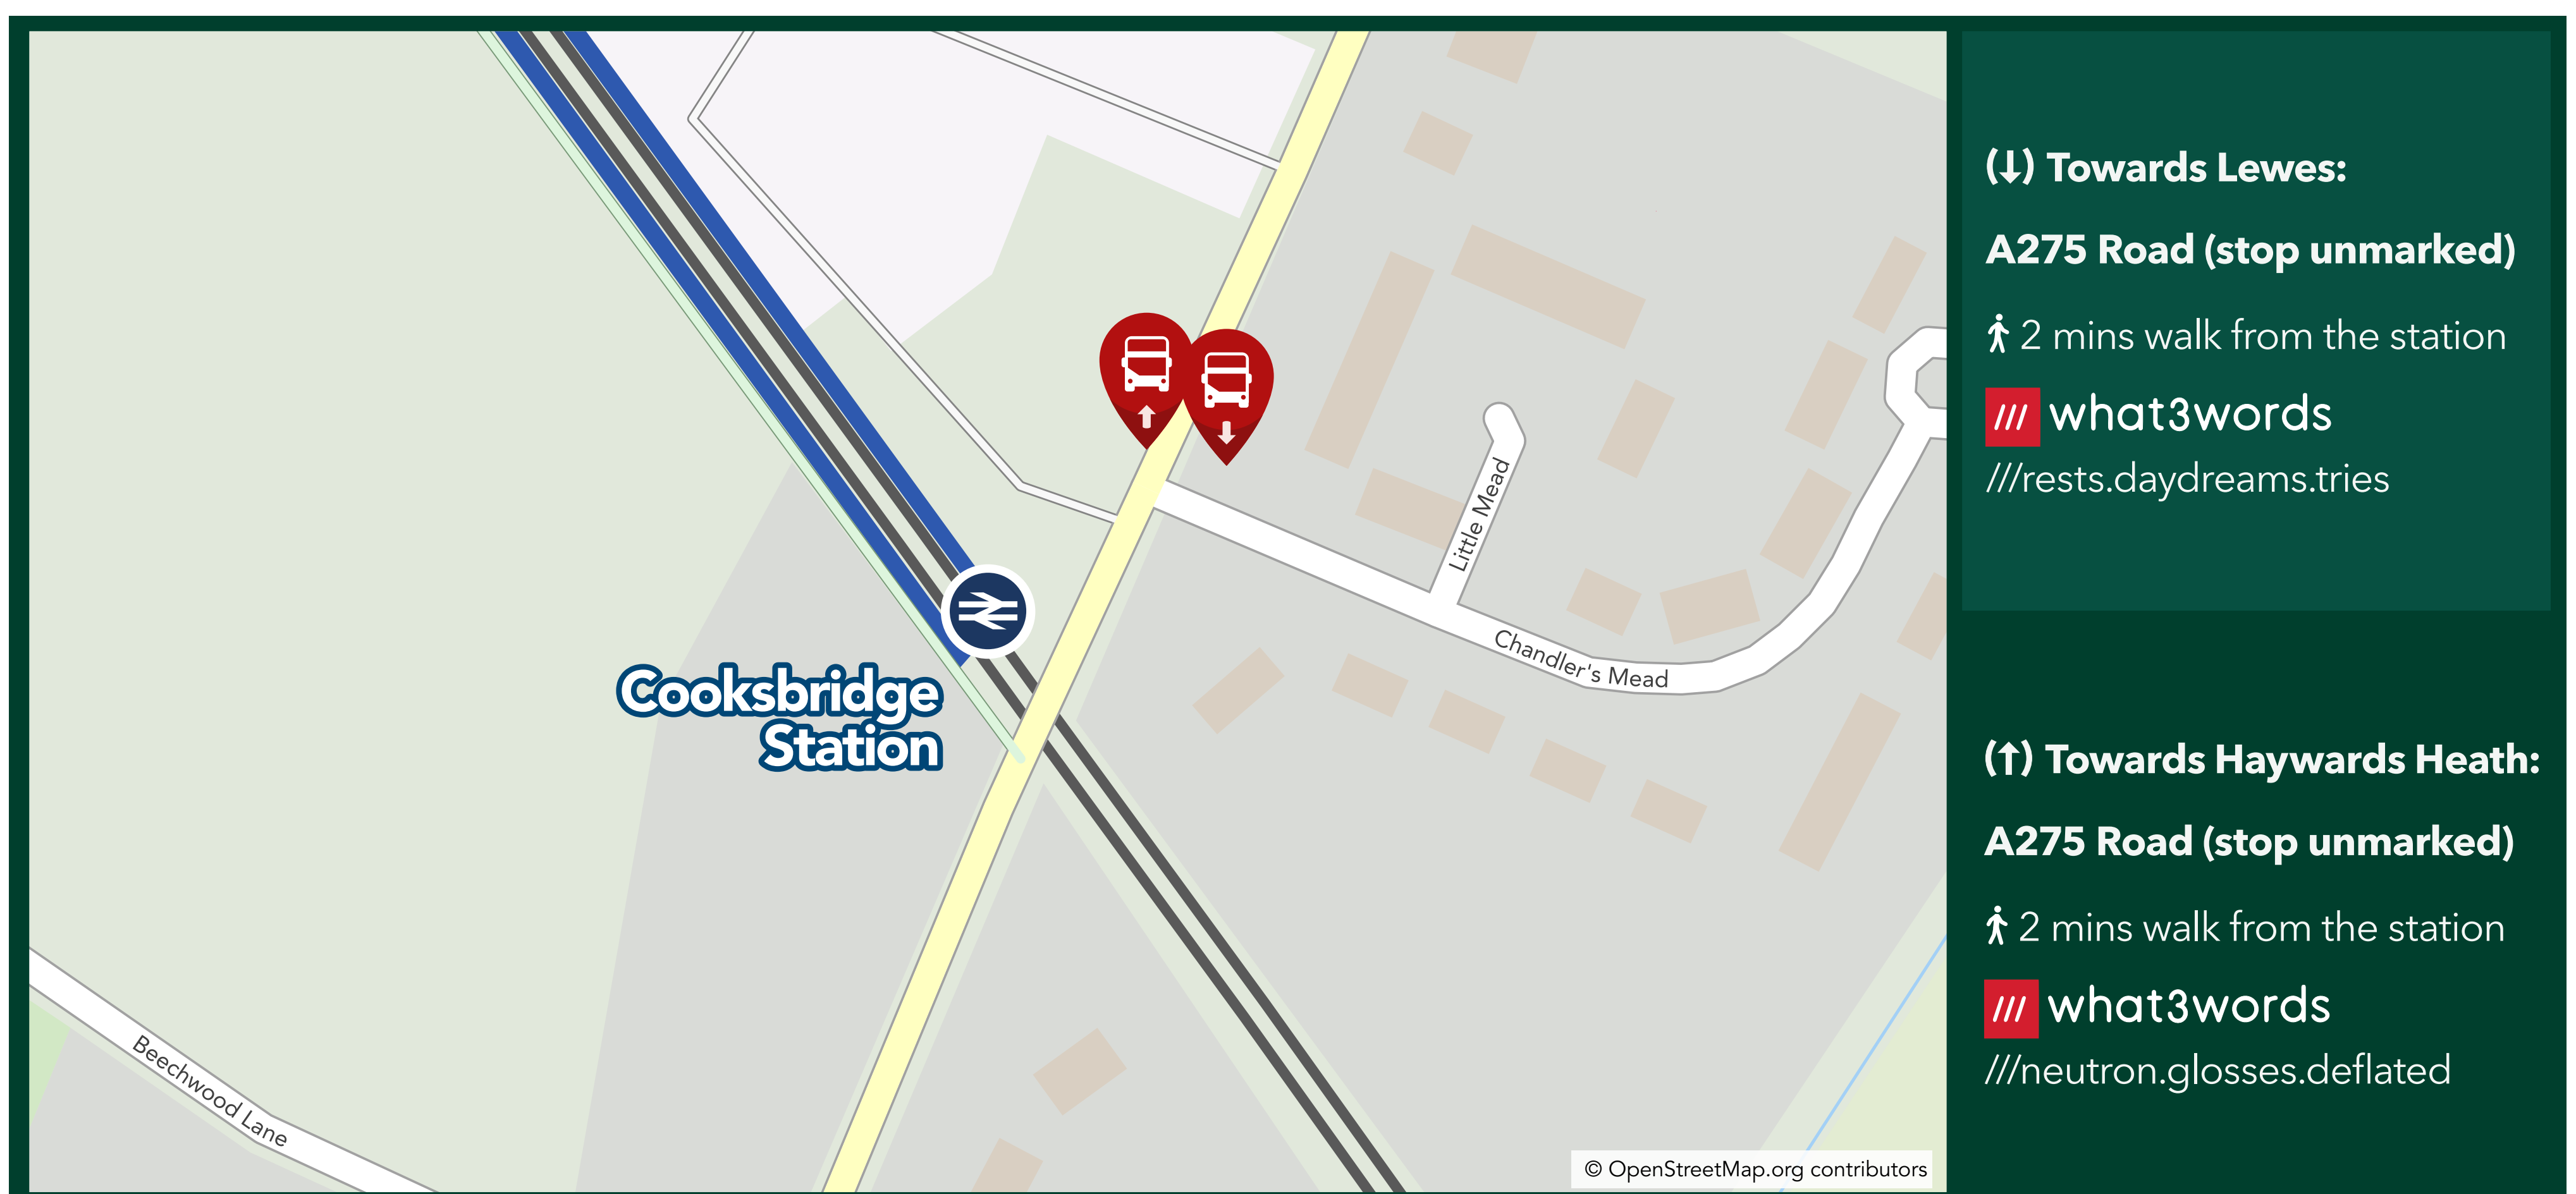 Little Mead
Chandler's Mead
Cooksbridge
Station
Beechwood Lane
© OpenStreetMap.org contributors
(↓) Towards Lewes:
A275 Road (stop unmarked)
2 mins walk from the station
/// what3words
///rests.daydreams.tries
(↑) Towards Haywards Heath:
A275 Road (stop unmarked)
2 mins walk from the station
/// what3words
///neutron.glosses.deflated